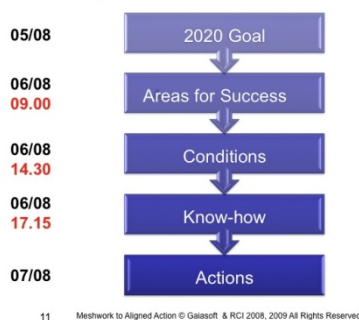 05/08
2020 Goal
06/08
09.00
Areas for Success
06/08
14.30
Conditions
06/08
17.15
Know-how
07/08
Actions
11 Meshwork to Aligned Action © Gaiasoft & RCI 2008, 2009 All Rights Reserved